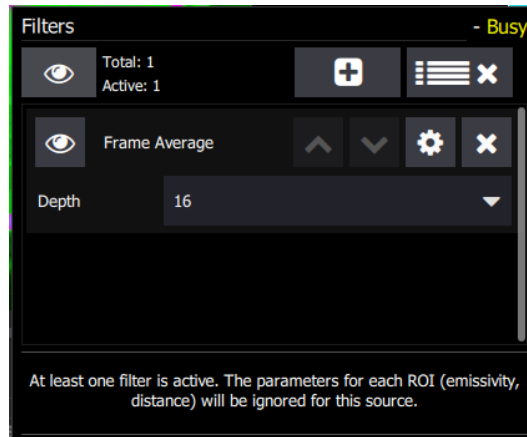 Filters - Busy
Total: 1
Active: 1
Frame Average
Depth 16
At least one filter is active. The parameters for each ROI (emissivity,
distance) will be ignored for this source.